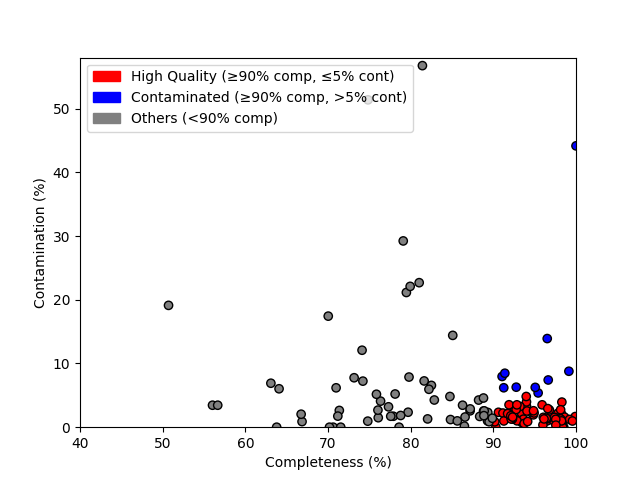 High Quality (≥90% comp, ≤5% cont)
Contaminated (≥90% comp, >5% cont)
Others (<90% comp)
Contamination (%)
50
40
30
20
10
0
40 50 60 70 80 90 100
Completeness (%)